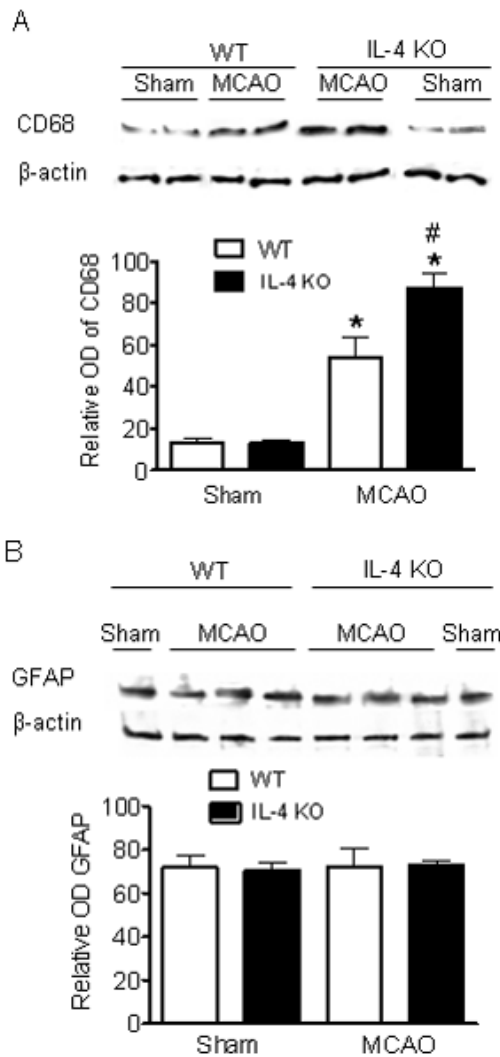 A
WT IL-4 KO
Sham MCAO MCAO Sham
CD68
β-actin
WT
IL-4 KO
#
* *
100
80
60
40
20
0
Relative OD of CD68
Sham MCAO
B
WT IL-4 KO
Sham MCAO MCAO Sham
GFAP
β-actin
WT
IL-4 KO
100
80
60
40
20
0
Relative OD GFAP
Sham MCAO